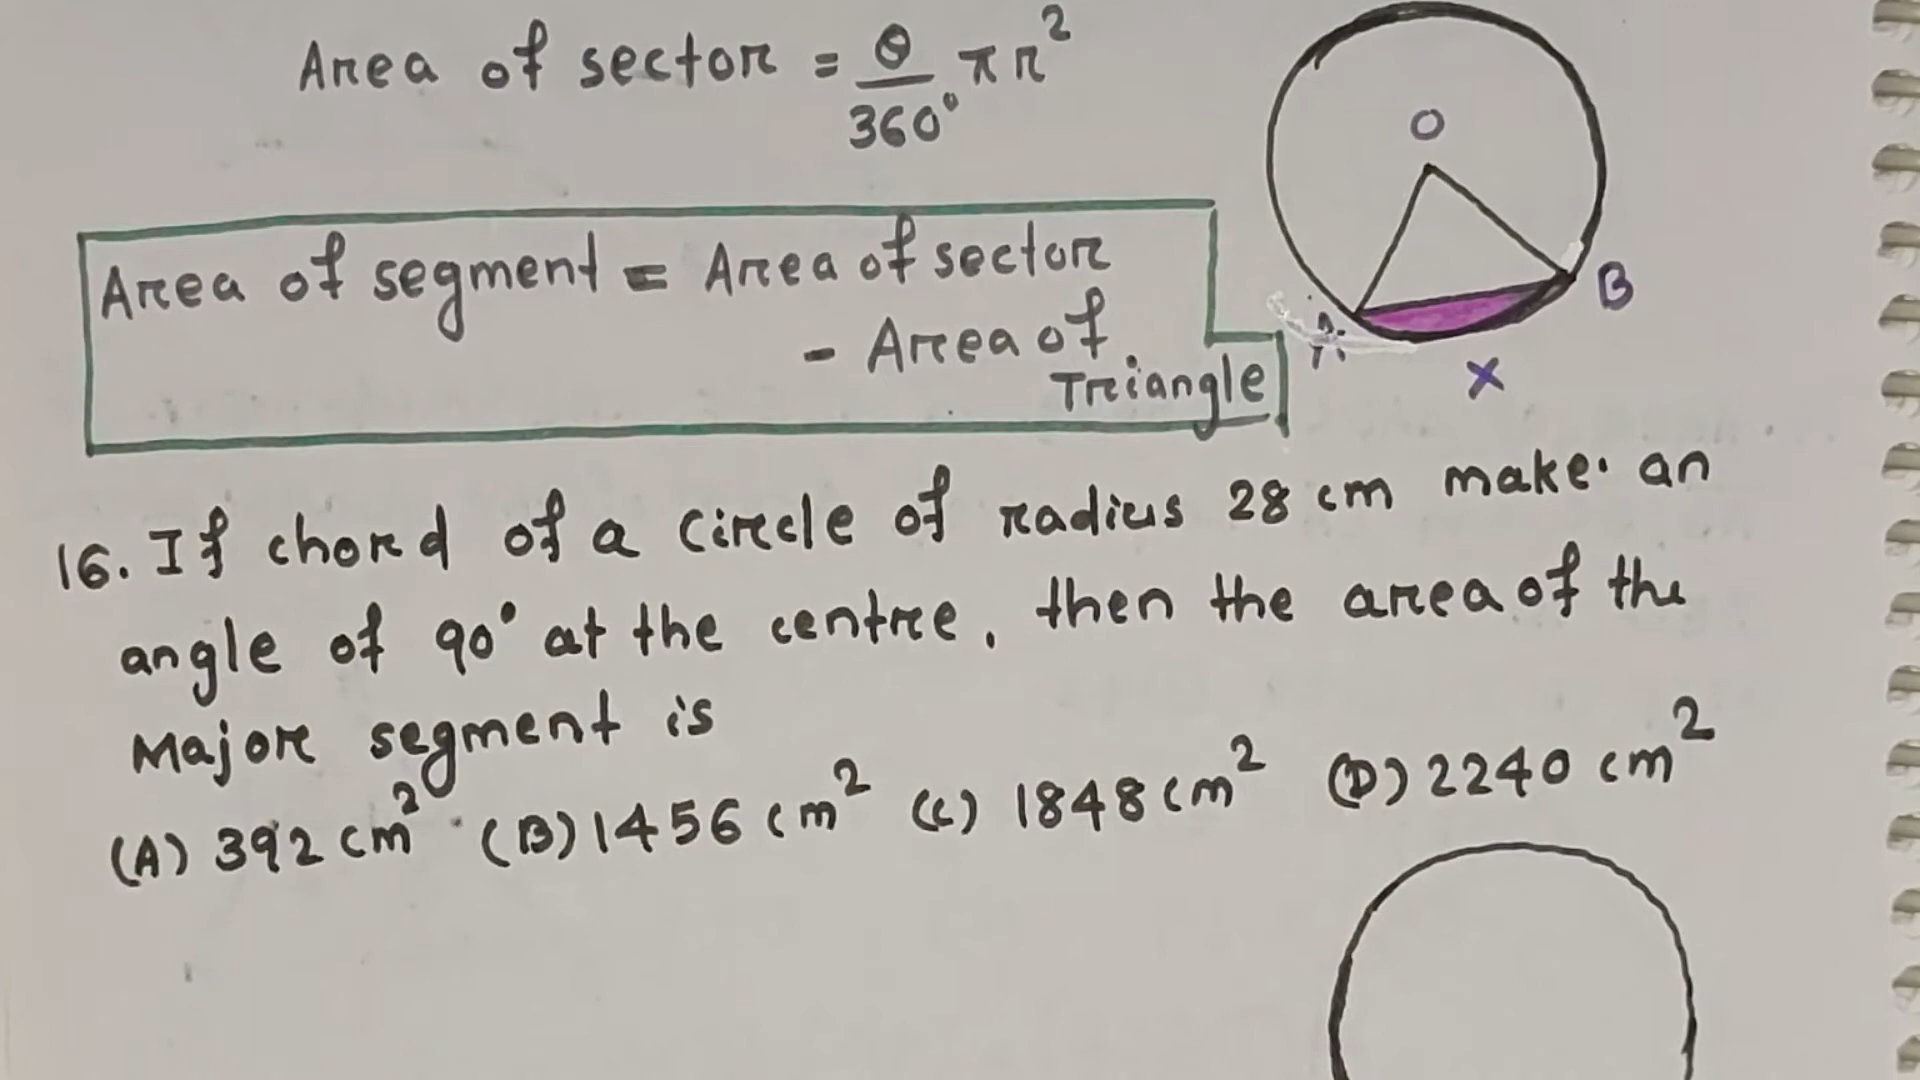 Area of sector = θ/360° πr²
O
Area of segment = Area of sector
- Area of
Triangle
A
B
X
16. If chord of a circle of radius 28 cm make an
angle of 90° at the centre, then the area of the
Major segment is
(A) 392 cm² (B) 1456 cm² (C) 1848 cm² (D) 2240 cm²